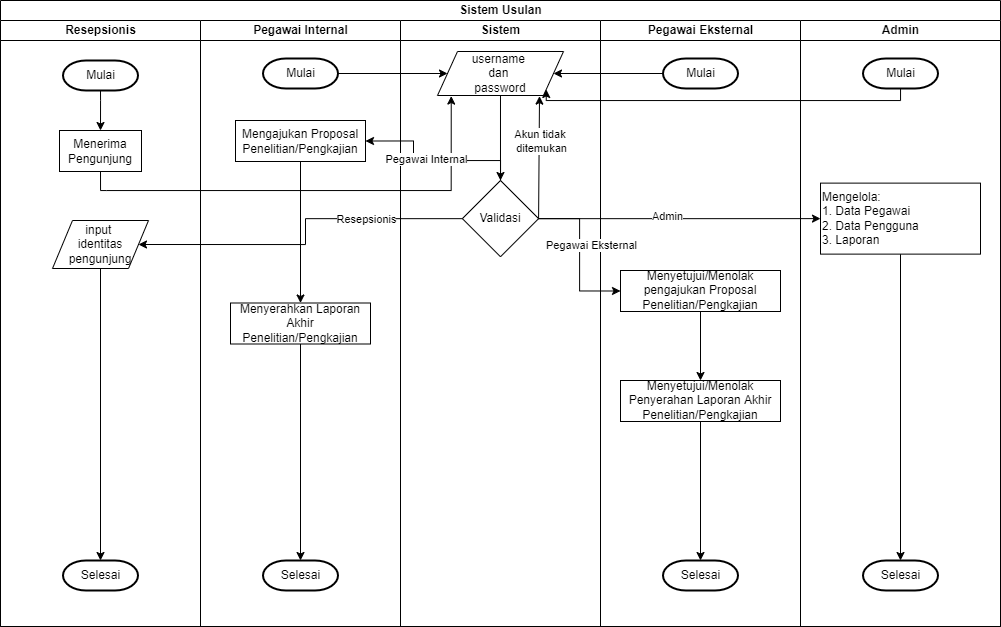 Sistem Usulan
Resepsionis
Pegawai Internal
Sistem
Pegawai Eksternal
Admin
Mulai
Mulai
username
dan
password
Mulai
Mulai
Menerima
Pengunjung
Mengajukan Proposal
Penelitian/Pengkajian
Pegawai Internal
Akun tidak
ditemukan
input
identitas
pengunjung
Resepsionis
Validasi
Admin
Pegawai Eksternal
Mengelola:
1. Data Pegawai
2. Data Pengguna
3. Laporan
Menyerahkan Laporan
Akhir
Penelitian/Pengkajian
Menyetujui/Menolak
pengajukan Proposal
Penelitian/Pengkajian
Menyetujui/Menolak
Penyerahan Laporan Akhir
Penelitian/Pengkajian
Selesai
Selesai
Selesai
Selesai